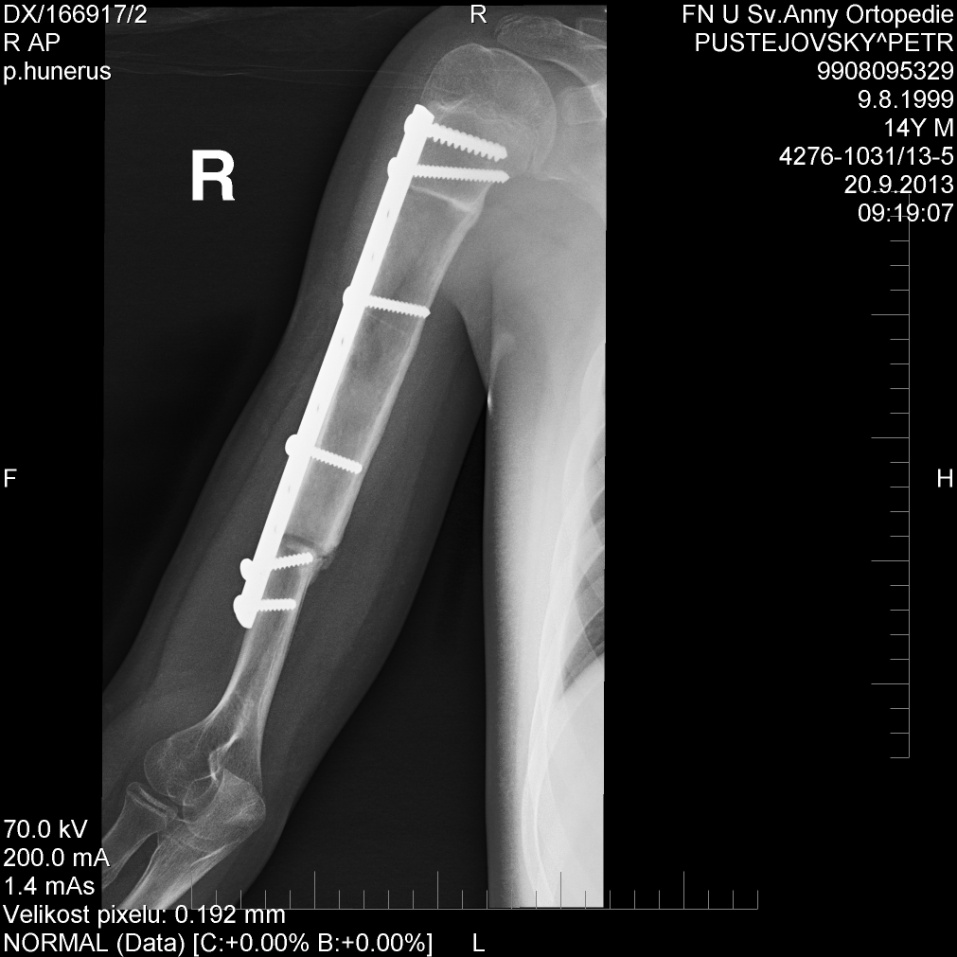 DX/166917/2
R AP
p.hunerus
R
FN U Sv.Anny Ortopedie
PUSTEJOVSKY^PETR
9908095329
9.8.1999
14Y M
4276-1031/13-5
20.9.2013
09:19:07
R
F
H
70.0 kV
200.0 mA
1.4 mAs
Velikost pixelu: 0.192 mm
NORMAL (Data) [C:+0.00% B:+0.00%]
L